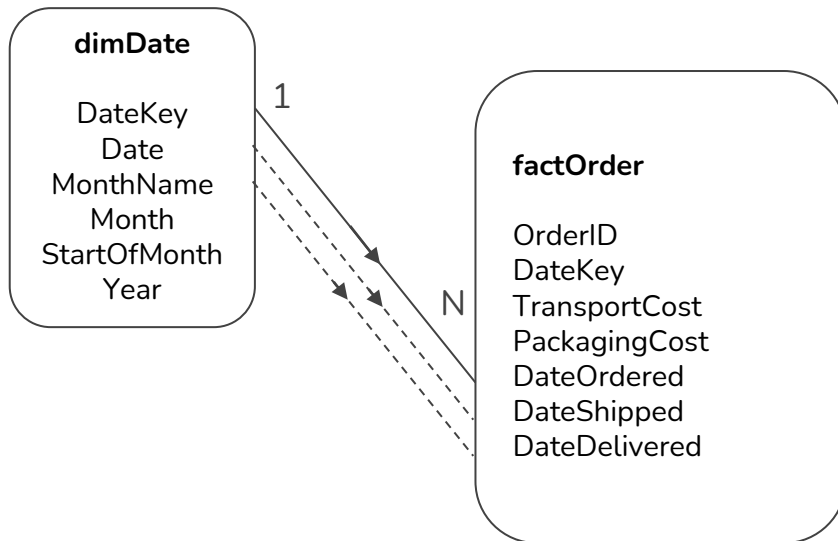 dimDate
DateKey
Date
MonthName
Month
StartOfMonth
Year
1
N
factOrder
OrderID
DateKey
TransportCost
PackagingCost
DateOrdered
DateShipped
DateDelivered